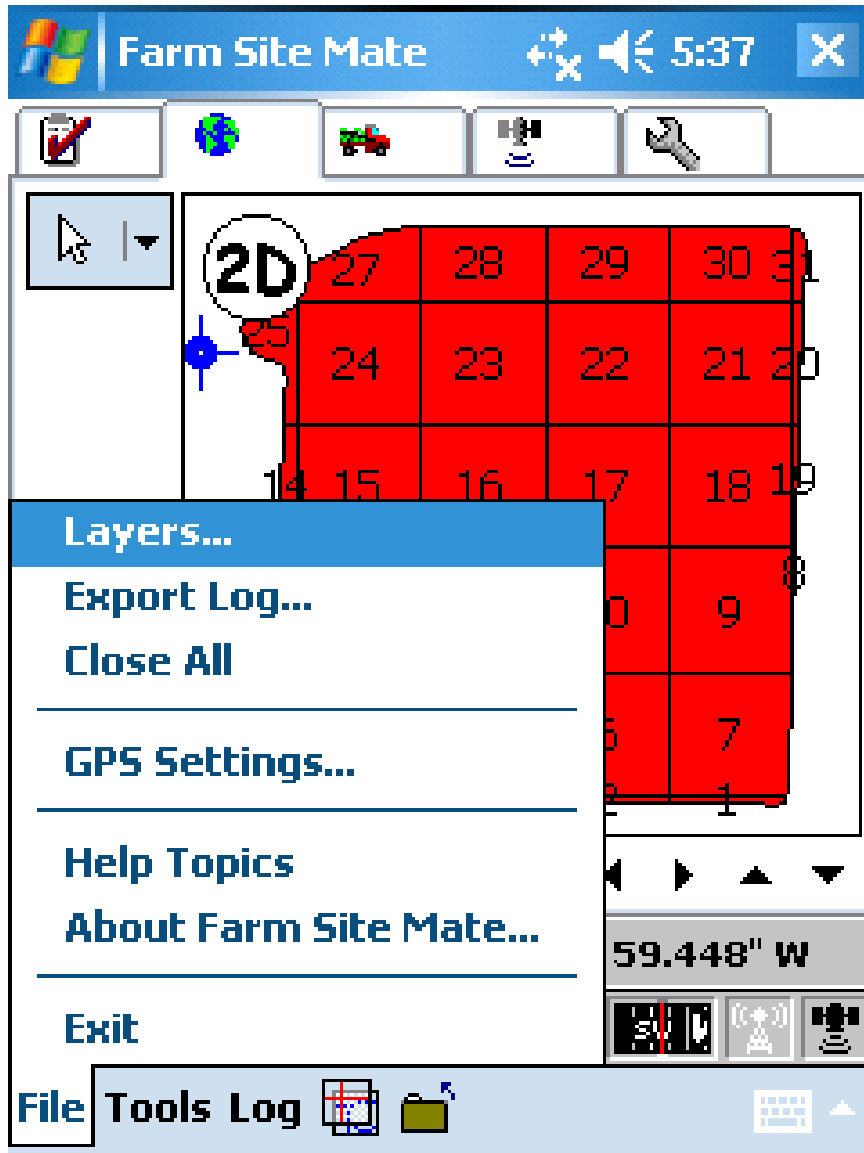 Farm Site Mate 5:37
2D 27 28 29 30 31
25 24 23 22 21 20
14 15 16 17 18 19
Layers...
Export Log...
8
9
Close All
7
GPS Settings...
1
Help Topics
About Farm Site Mate...
59.448" W
Exit
File Tools Log